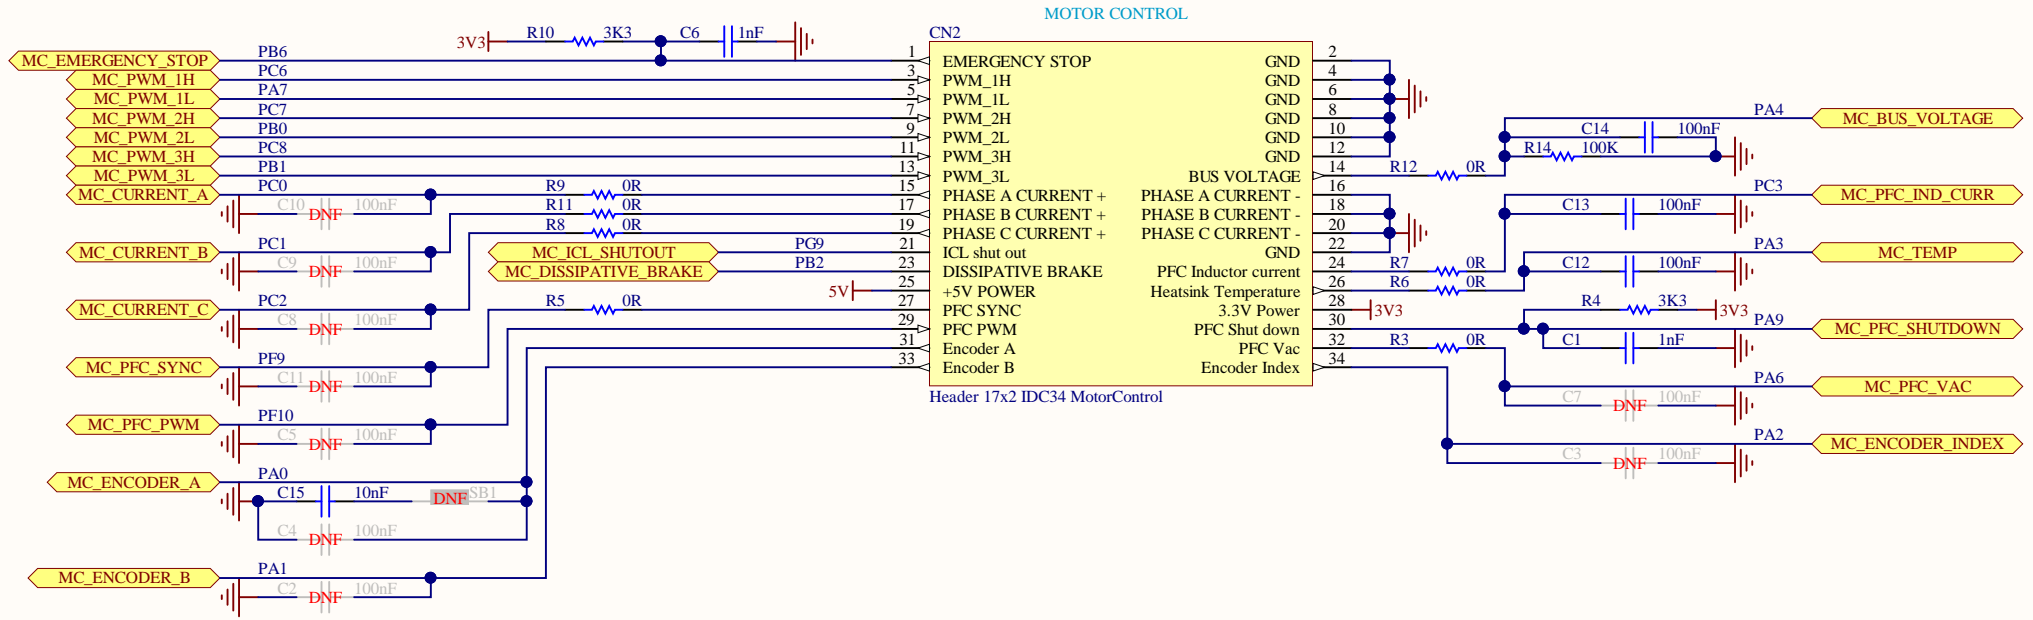 MOTOR CONTROL
3V3 R10 3K3 C6 1nF CN2
MC_EMERGENCY_STOP PB6 1 EMERGENCY STOP GND 2
MC_PWM_1H PC6 3 PWM_1H GND 4
MC_PWM_1L PA7 5 PWM_1L GND 6
MC_PWM_2H PC7 7 PWM_2H GND 8 PA4 MC_BUS_VOLTAGE
MC_PWM_2L PB0 9 PWM_2L GND 10 C14 100nF
MC_PWM_3H PC8 11 PWM_3H GND 12 R14 100K
MC_PWM_3L PB1 13 PWM_3L BUS VOLTAGE 14 R12 0R
MC_CURRENT_A PC0 R9 0R 15 PHASE A CURRENT + PHASE A CURRENT - 16 PC3 MC_PFC_IND_CURR
C10 DNF 100nF R11 0R 17 PHASE B CURRENT + PHASE B CURRENT - 18 C13 100nF
R8 0R 19 PHASE C CURRENT + PHASE C CURRENT - 20
MC_CURRENT_B PC1 MC_ICL_SHUTOUT PG9 21 ICL shut out GND 22 PA3 MC_TEMP
C9 DNF 100nF MC_DISSIPATIVE_BRAKE PB2 23 DISSIPATIVE BRAKE PFC Inductor current 24 R7 0R C12 100nF
5V 25 +5V POWER Heatsink Temperature 26 R6 0R
MC_CURRENT_C PC2 R5 0R 27 PFC SYNC 3.3V Power 28 3V3 R4 3K3 3V3
C8 DNF 100nF 29 PFC PWM PFC Shut down 30 PA9 MC_PFC_SHUTDOWN
31 Encoder A PFC Vac 32 R3 0R C1 1nF
MC_PFC_SYNC PF9 33 Encoder B Encoder Index 34
C11 DNF 100nF PA6 MC_PFC_VAC
Header 17x2 IDC34 MotorControl C7 DNF 100nF
MC_PFC_PWM PF10
C5 DNF 100nF PA2 MC_ENCODER_INDEX
C3 DNF 100nF
MC_ENCODER_A PA0
C15 10nF DNF SB1
C4 DNF 100nF
MC_ENCODER_B PA1
C2 DNF 100nF